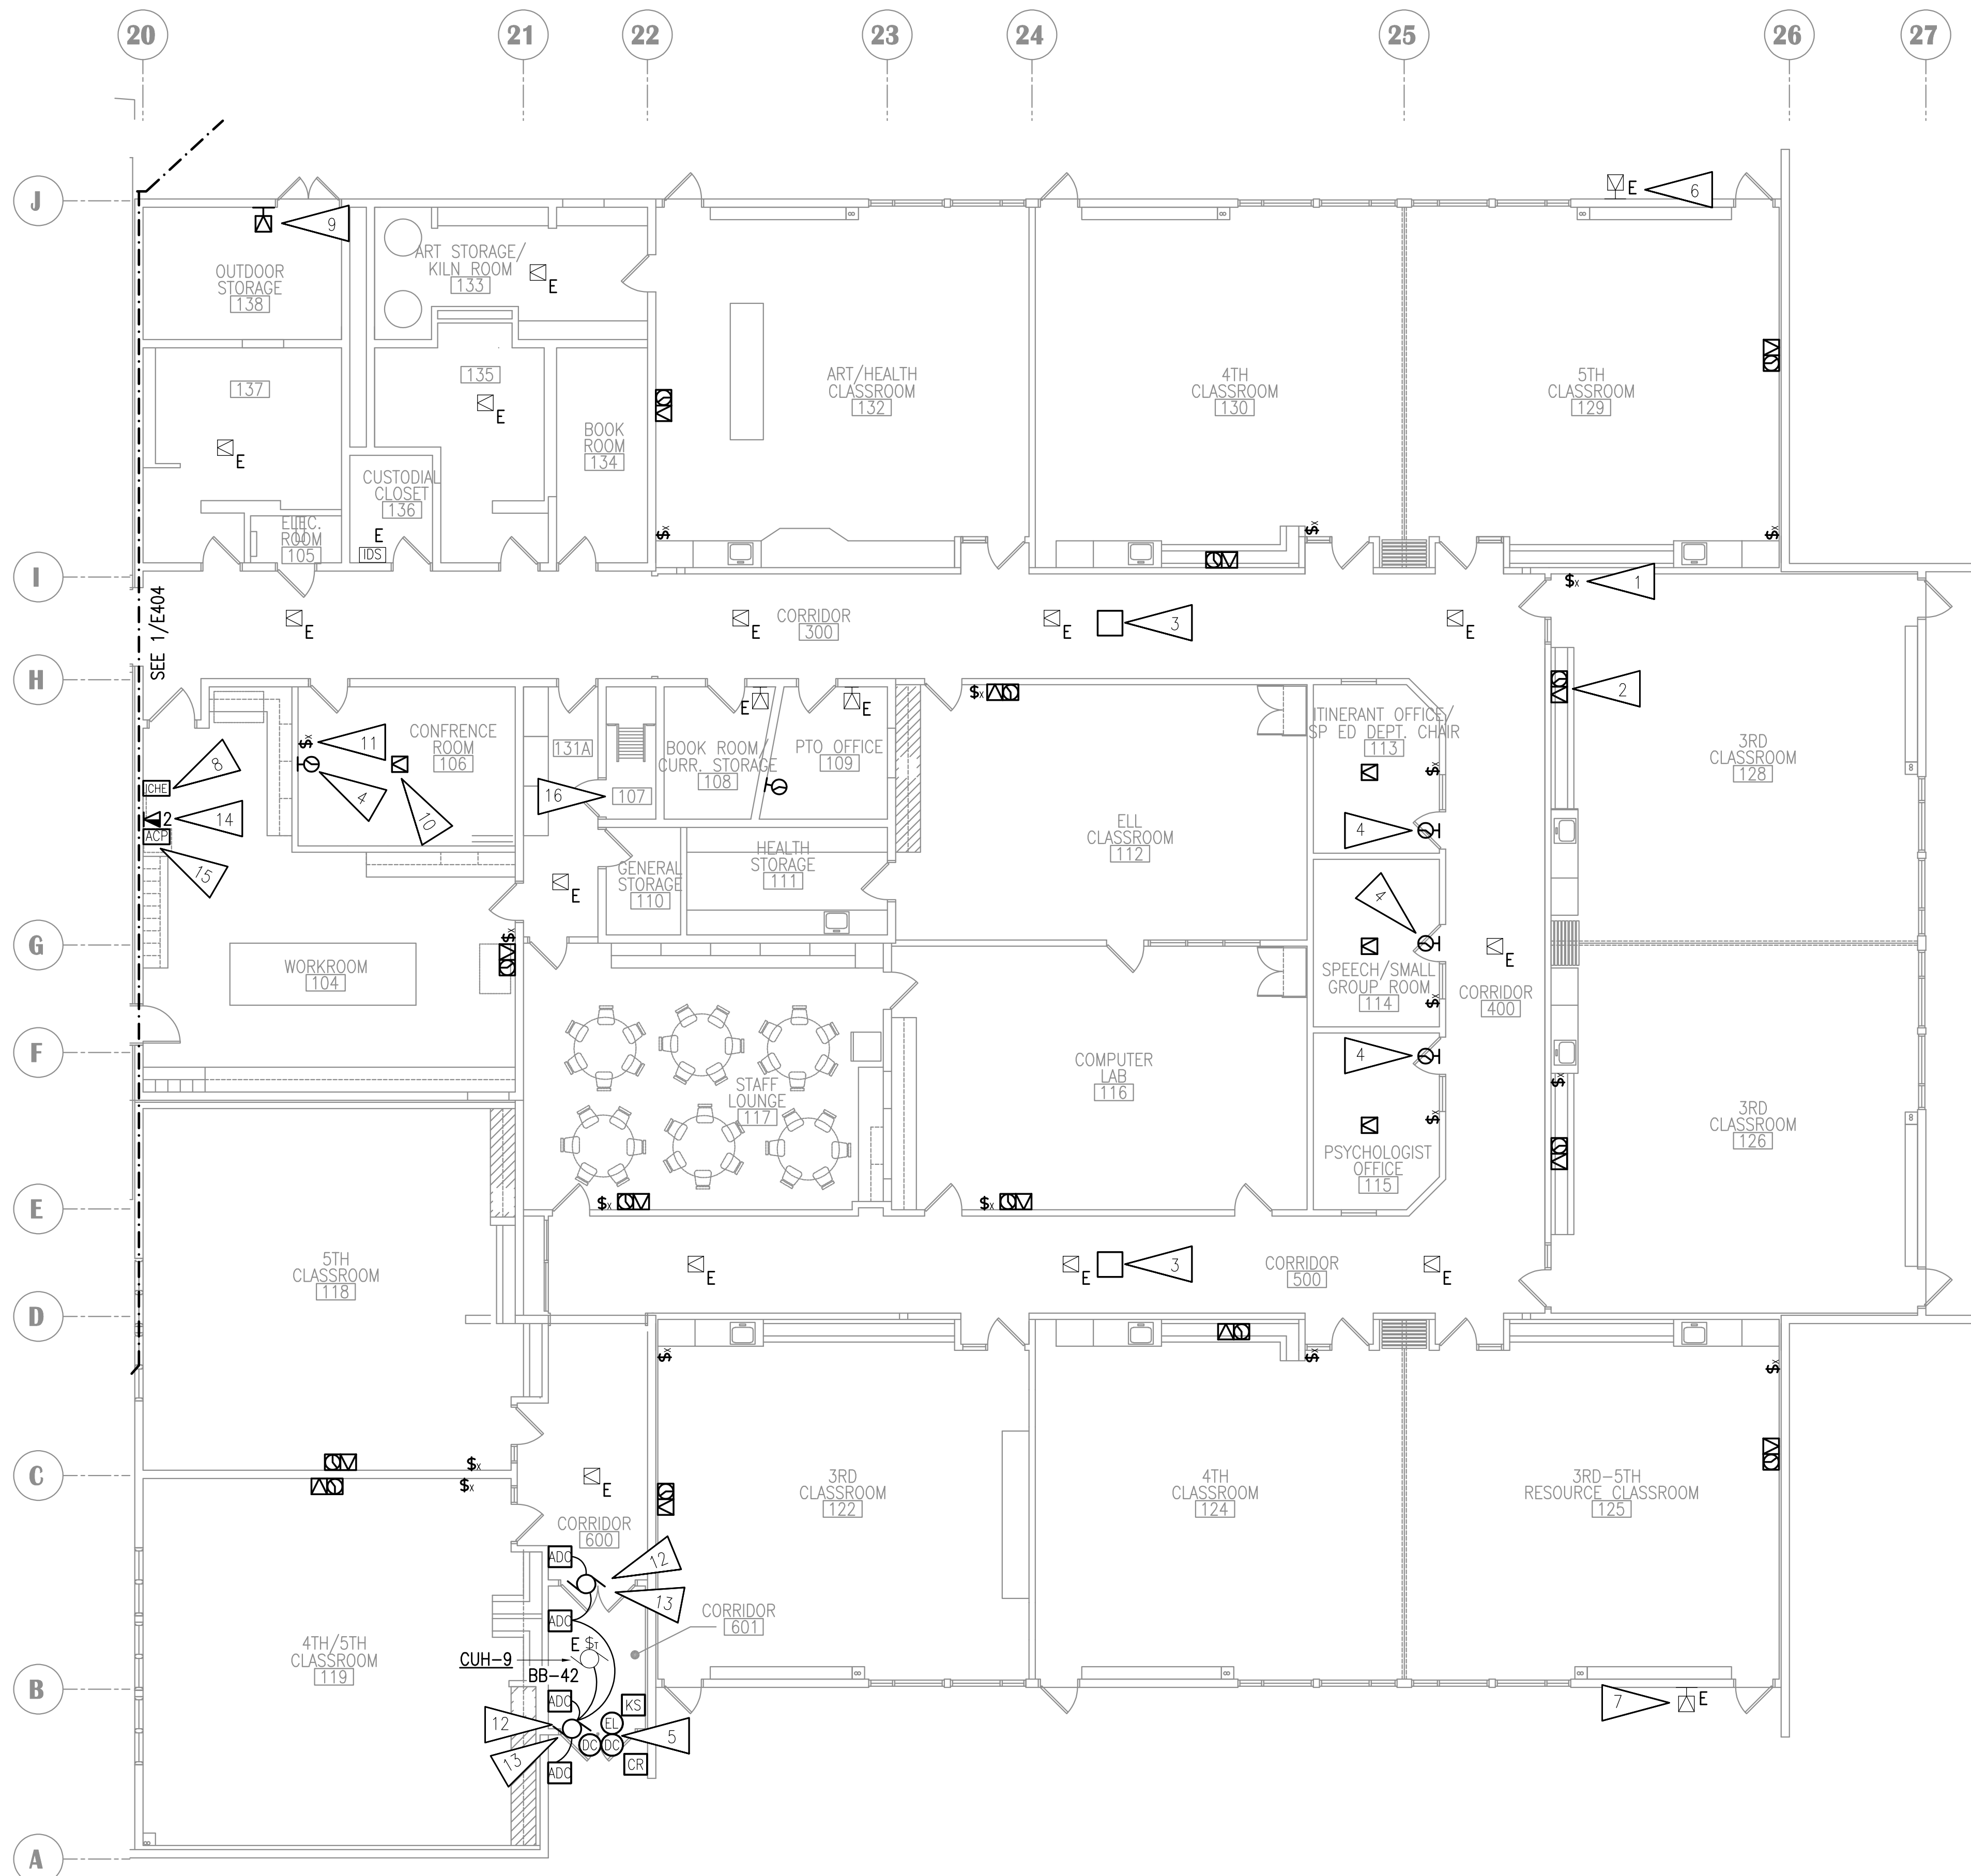 20
21
22
23
24
25
26
27
J
E
6
9
ART STORAGE/
KILN ROOM
133
E
OUTDOOR
STORAGE
138
137
E
135
E
ART/HEALTH
CLASSROOM
132
4TH
CLASSROOM
130
5TH
CLASSROOM
129
BOOK
ROOM
134
CUSTODIAL
CLOSET
136
E
IDS
ELEC.
ROOM
105
$x
$x
$x
I
$x
1
SEE 1/E404
E
E
CORRIDOR
300
E
3
E
H
2
E
E
$x
11
CONFRENCE
ROOM
106
131A
BOOK ROOM/
CURR. STORAGE
108
PTO OFFICE
109
$x
ITINERANT OFFICE/
SP ED DEPT. CHAIR
113
$x
3RD
CLASSROOM
128
8
JCHE
4
10
16
107
2
14
ACP
15
ELL
CLASSROOM
112
4
HEALTH
STORAGE
111
GENERAL
STORAGE
110
E
4
G
$x
E
WORKROOM
104
SPEECH/SMALL
GROUP ROOM
114
$x
CORRIDOR
400
F
4
COMPUTER
LAB
116
STAFF
LOUNGE
117
$x
$x
3RD
CLASSROOM
126
PSYCHOLOGIST
OFFICE
115
E
$x
$x
5TH
CLASSROOM
118
E
E
3
CORRIDOR
500
E
D
$x
$x
$x
C
$x
$x
E
3RD
CLASSROOM
122
4TH
CLASSROOM
124
3RD-5TH
RESOURCE CLASSROOM
125
CORRIDOR
600
ADO
12
13
ADO
CORRIDOR
601
4TH/5TH
CLASSROOM
119
E $T
CUH-9
BB-42
B
ADO
KS
7
E
12
EL
5
13
DC
DC
ADO
CR
A